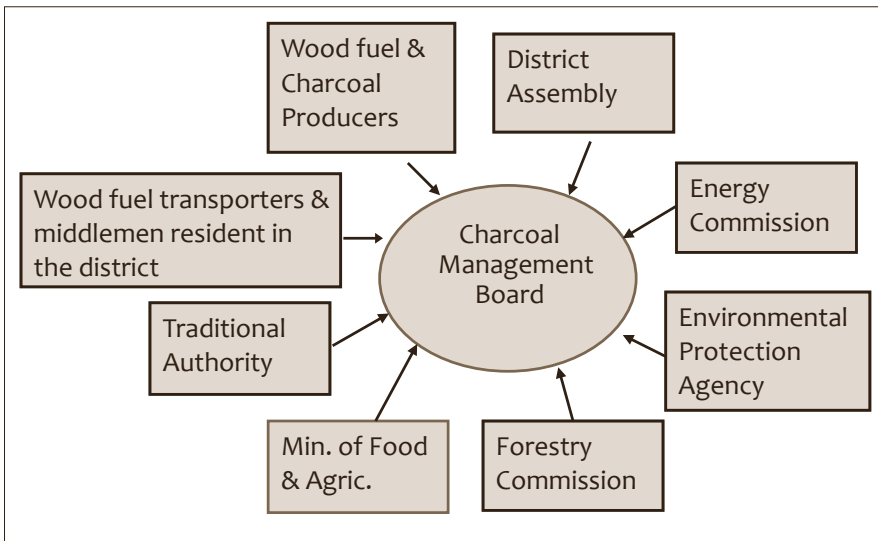 Wood fuel &
Charcoal
Producers
District
Assembly
Energy
Commission
Wood fuel transporters &
middlemen resident in
the district
Charcoal
Management
Board
Traditional
Authority
Environmental
Protection
Agency
Min. of Food
& Agric.
Forestry
Commission